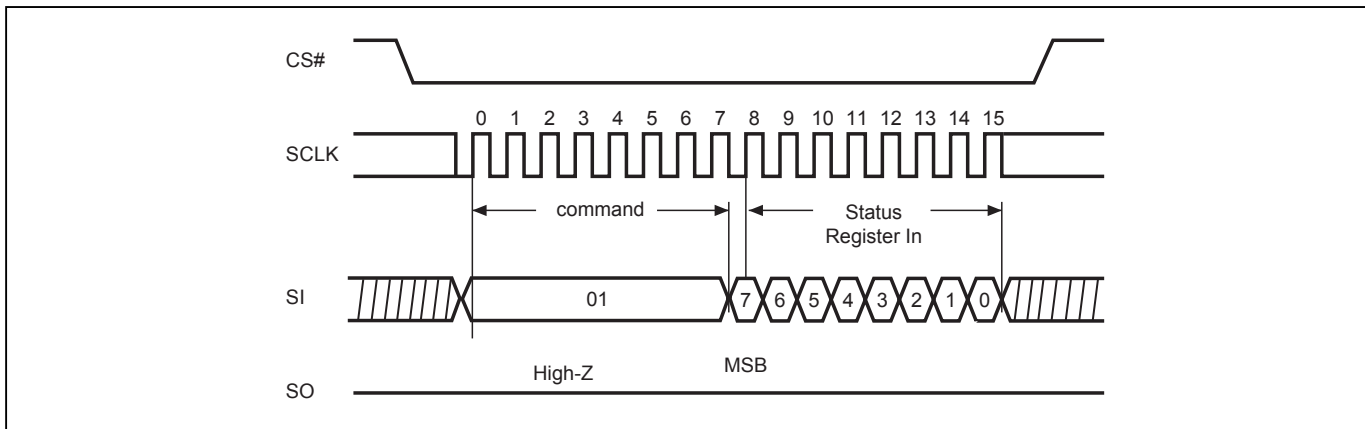 CS#
0 1 2 3 4 5 6 7 8 9 10 11 12 13 14 15
SCLK
command
Status
Register In
SI
01
7 6 5 4 3 2 1 0
High-Z
MSB
SO